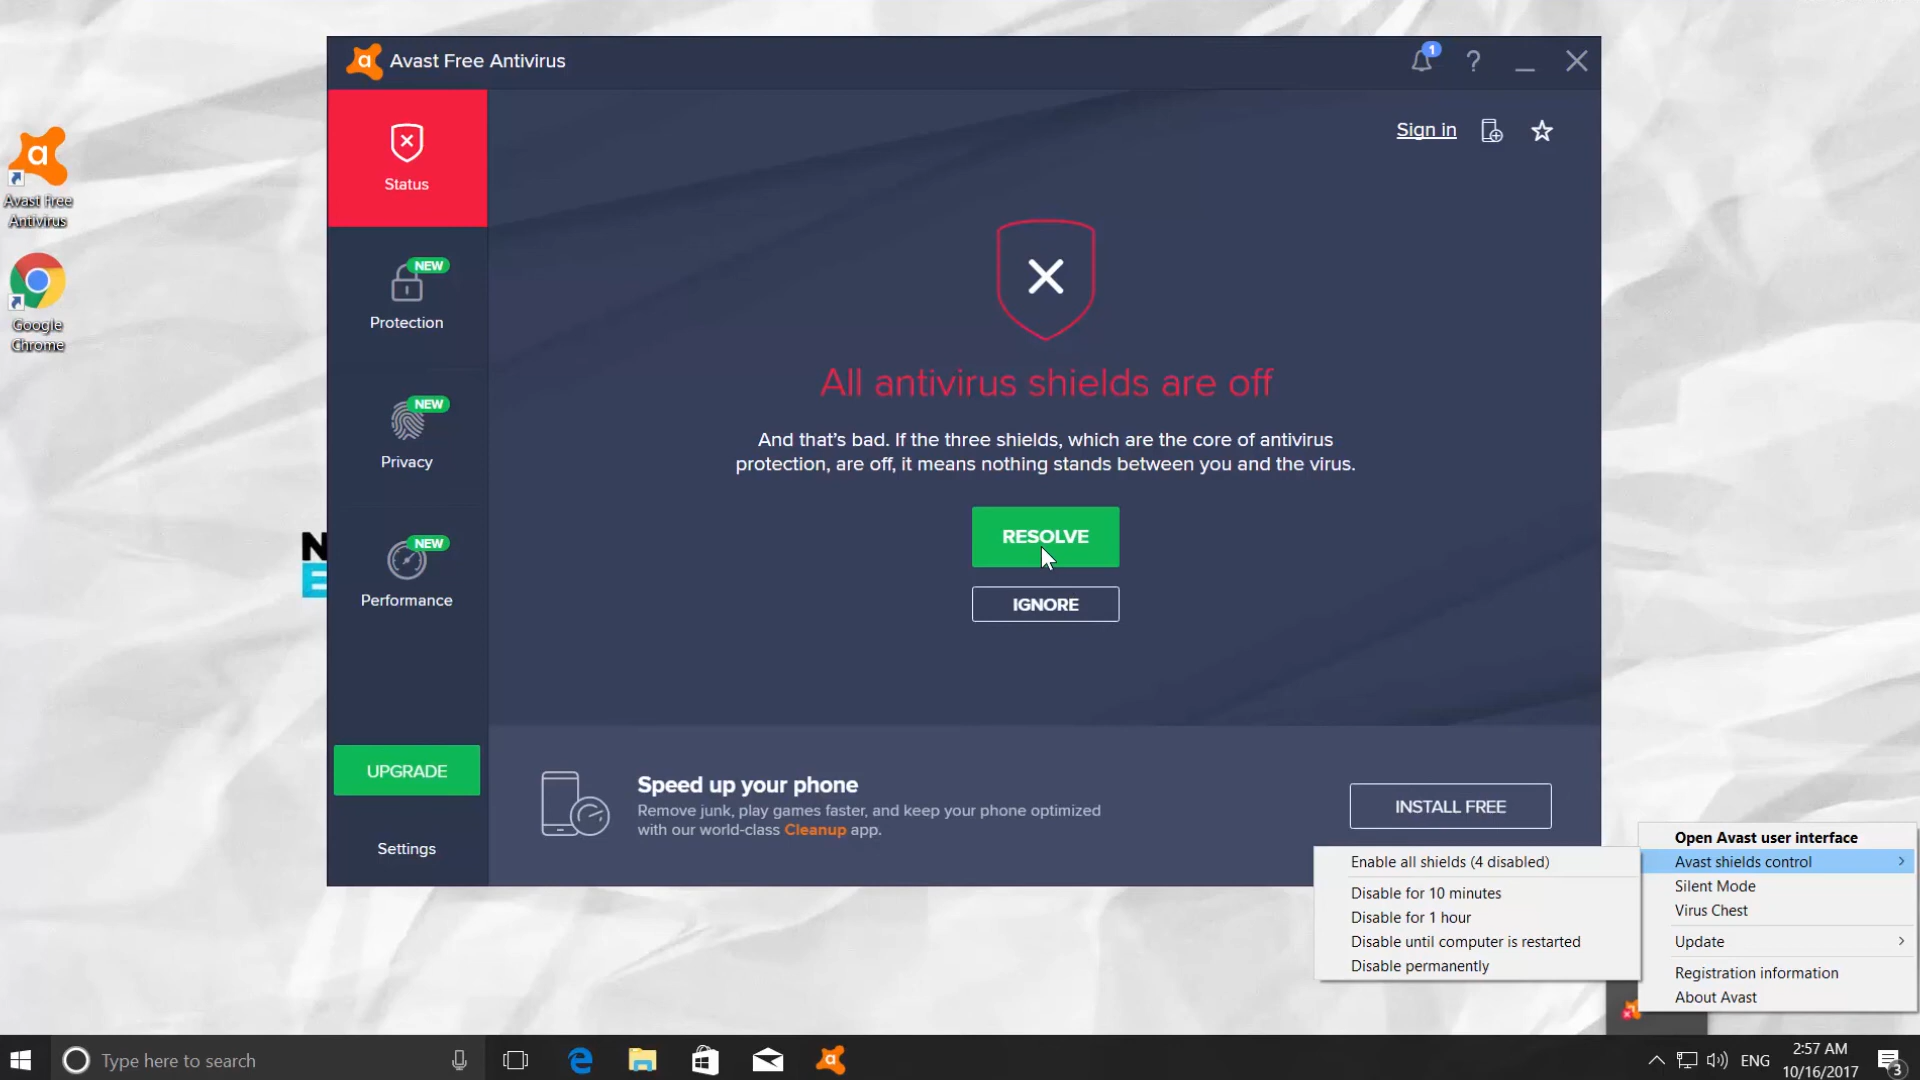 Avast Free Antivirus
1
?
Sign in
Status
NEW
Protection
NEW
Privacy
NEW
Performance
UPGRADE
Settings
All antivirus shields are off
And that's bad. If the three shields, which are the core of antivirus
protection, are off, it means nothing stands between you and the virus.
RESOLVE
IGNORE
Speed up your phone
Remove junk, play games faster, and keep your phone optimized
with our world-class Cleanup app.
INSTALL FREE
Avast Free
Antivirus
Google
Chrome
N
E
Enable all shields (4 disabled)
Disable for 10 minutes
Disable for 1 hour
Disable until computer is restarted
Disable permanently
Open Avast user interface
Avast shields control
Silent Mode
Virus Chest
Update
Registration information
About Avast
Type here to search
ENG
2:57 AM
10/16/2017
3